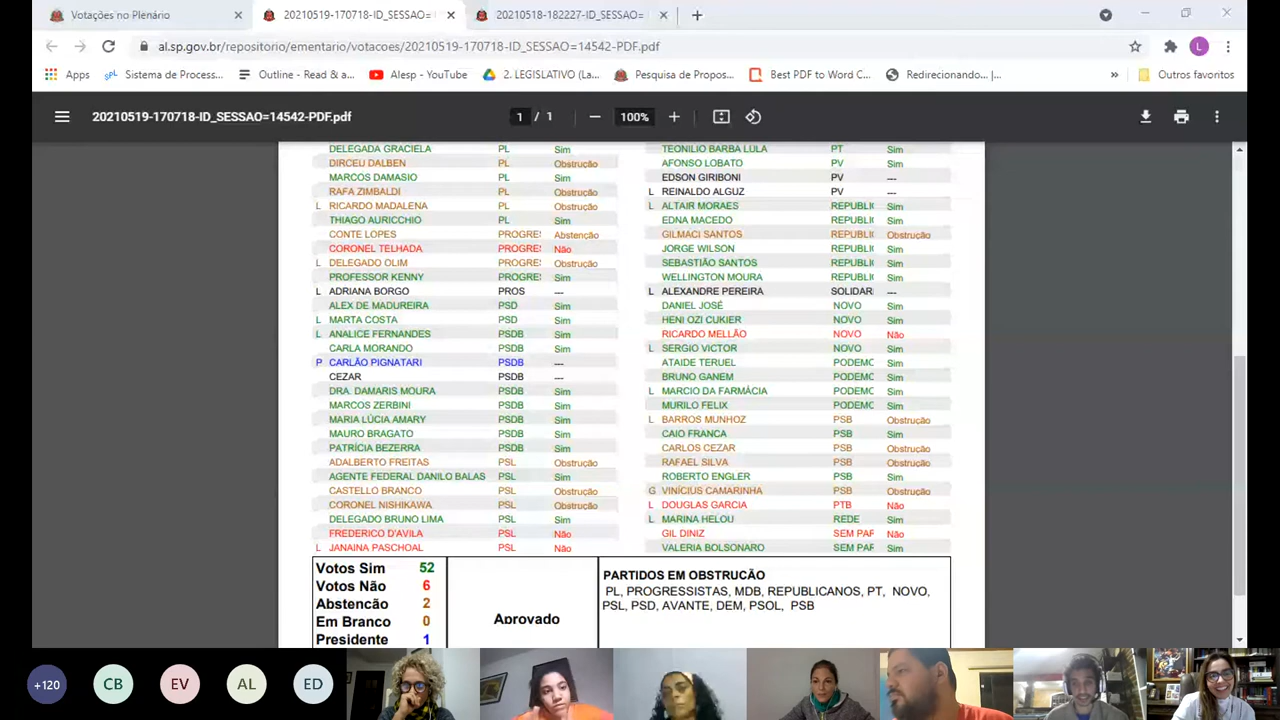 Votações no Plenário
20210519-170718-ID_SESSAO=
20210518-182227-ID_SESSAO=
al.sp.gov.br/repositorio/ementario/votacoes/20210519-170718-ID_SESSAO=14542-PDF.pdf
L
Apps
Sistema de Process...
Outline - Read & a...
Alesp - YouTube
2. LEGISLATIVO (La...
Pesquisa de Propos...
Best PDF to Word C...
Redirecionando... |...
»
Outros favoritos
20210519-170718-ID_SESSAO=14542-PDF.pdf
1 / 1
100%
DELEGADA GRACIELA PL Sim
DIRCEU DALBEN PL Obstrução
MARCOS DAMASIO PL Sim
RAFA ZIMBALDI PL Obstrução
L RICARDO MADALENA PL Obstrução
THIAGO AURICCHIO PL Sim
CONTE LOPES PROGRE Abstenção
CORONEL TELHADA PROGRE Não
L DELEGADO OLIM PROGRE Obstrução
PROFESSOR KENNY PROGRE Sim
L ADRIANA BORGO PROS ---
ALEX DE MADUREIRA PSD Sim
L MARTA COSTA PSD Sim
L ANALICE FERNANDES PSDB Sim
CARLA MORANDO PSDB Sim
P CARLÃO PIGNATARI PSDB ---
CEZAR PSDB ---
DRA. DAMARIS MOURA PSDB Sim
MARCOS ZERBINI PSDB Sim
MARIA LÚCIA AMARY PSDB Sim
MAURO BRAGATO PSDB Sim
PATRÍCIA BEZERRA PSDB Sim
ADALBERTO FREITAS PSL Obstrução
AGENTE FEDERAL DANILO BALAS PSL Sim
CASTELLO BRANCO PSL Obstrução
CORONEL NISHIKAWA PSL Obstrução
DELEGADO BRUNO LIMA PSL Sim
FREDERICO D'AVILA PSL Não
L JANAINA PASCHOAL PSL Não
TEONILIO BARBA LULA PT Sim
AFONSO LOBATO PV Sim
EDSON GIRIBONI PV ---
L REINALDO ALGUZ PV ---
L ALTAIR MORAES REPUBLI Sim
EDNA MACEDO REPUBLI Sim
GILMACI SANTOS REPUBLI Obstrução
JORGE WILSON REPUBLI Sim
SEBASTIÃO SANTOS REPUBLI Sim
WELLINGTON MOURA REPUBLI Sim
L ALEXANDRE PEREIRA SOLIDAR ---
DANIEL JOSÉ NOVO Sim
HENI OZI CUKIER NOVO Sim
RICARDO MELLÃO NOVO Não
L SERGIO VICTOR NOVO Sim
ATAIDE TERUEL PODEMO Sim
BRUNO GANEM PODEMO Sim
L MARCIO DA FARMÁCIA PODEMO Sim
MURILO FELIX PODEMO Sim
L BARROS MUNHOZ PSB Obstrução
CAIO FRANCA PSB Sim
CARLOS CEZAR PSB Obstrução
RAFAEL SILVA PSB Obstrução
ROBERTO ENGLER PSB Sim
G VINÍCIUS CAMARINHA PSB Obstrução
L DOUGLAS GARCIA PTB Não
L MARINA HELOU REDE Sim
GIL DINIZ SEM PAR Não
VALERIA BOLSONARO SEM PAR Sim
Votos Sim 52
Votos Não 6
Abstencão 2
Em Branco 0
Presidente 1
Aprovado
PARTIDOS EM OBSTRUCÃO
PL, PROGRESSISTAS, MDB, REPUBLICANOS, PT, NOVO,
PSL, PSD, AVANTE, DEM, PSOL, PSB
+120
CB
EV
AL
ED